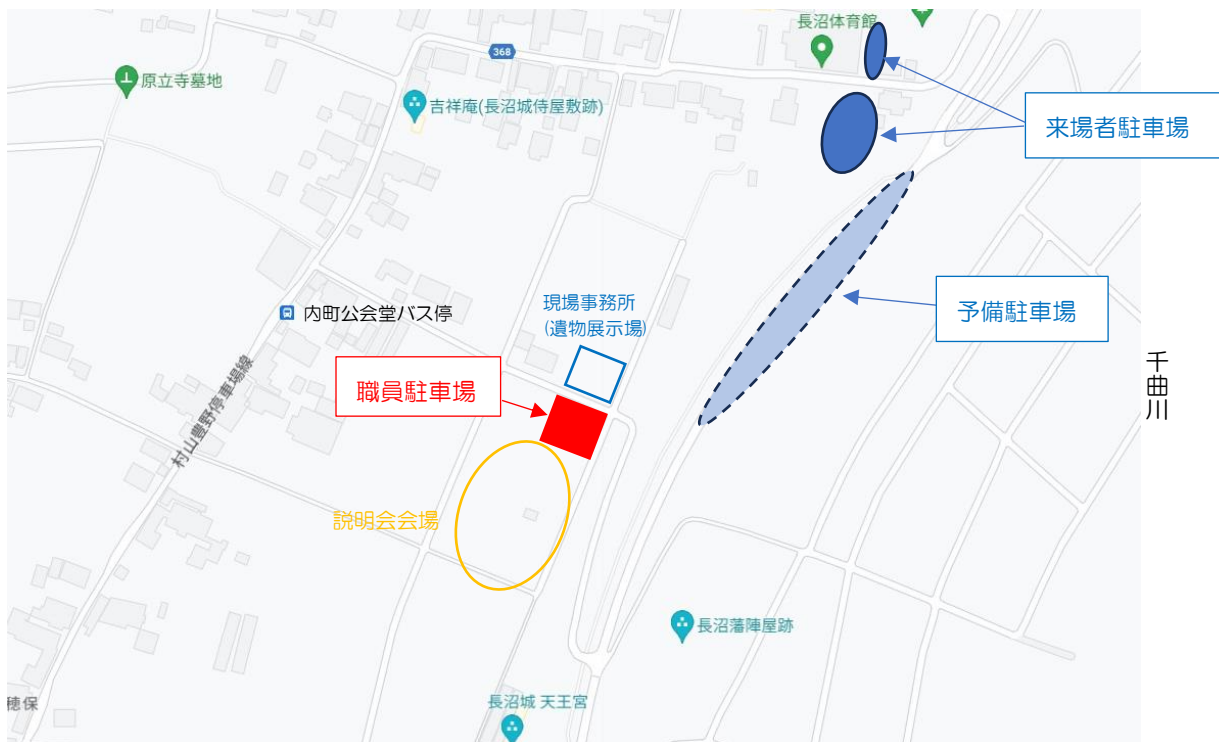 長沼体育館
368
原立寺墓地
吉祥庵(長沼城侍屋敷跡)
来場者駐車場
内町公会堂バス停
現場事務所
(遺物展示場)
予備駐車場
千曲川
職員駐車場
村山豊野停車場線
説明会会場
長沼藩陣屋跡
穂保
長沼城 天王宮